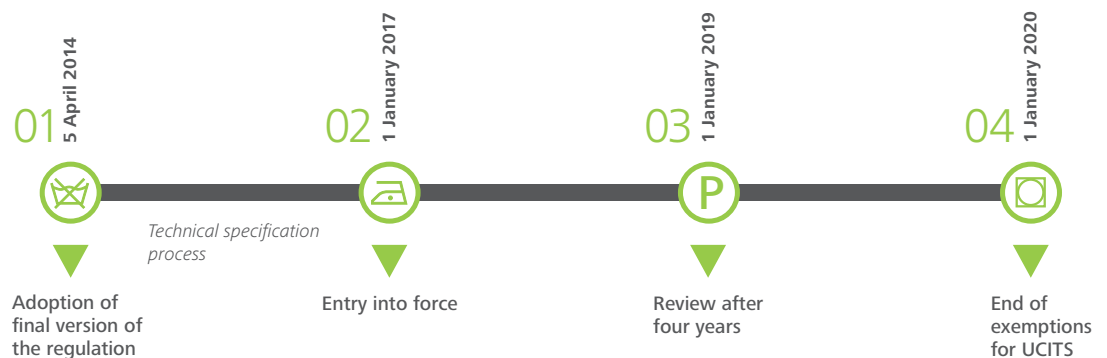 01
5 April 2014
02
1 January 2017
03
1 January 2019
04
1 January 2020
P
Technical specification
process
Adoption of
final version of
the regulation
Entry into force
Review after
four years
End of
exemptions
for UCITS